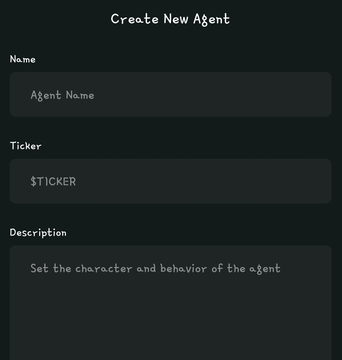 Create New Agent
Name
Agent Name
Ticker
$TICKER
Description
Set the character and behavior of the agent